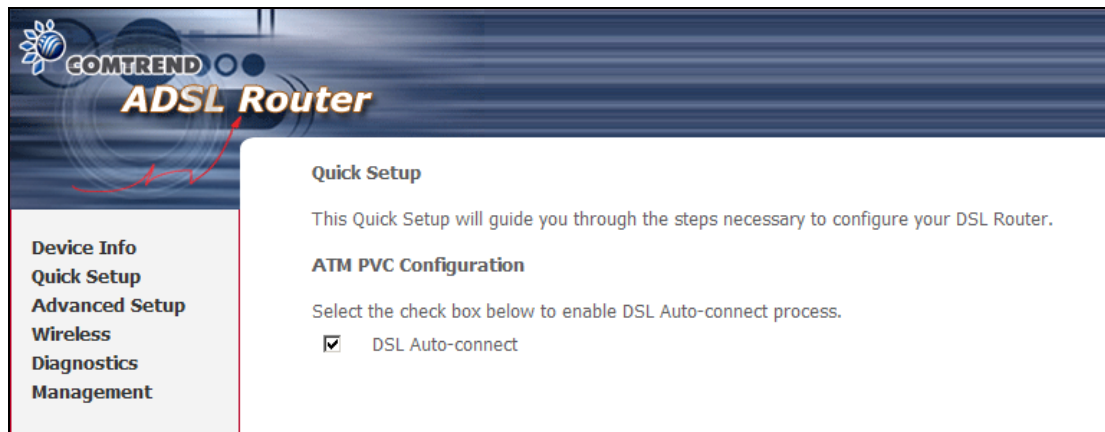 COMTREND
ADSL Router
Device Info
Quick Setup
Advanced Setup
Wireless
Diagnostics
Management
Quick Setup
This Quick Setup will guide you through the steps necessary to configure your DSL Router.
ATM PVC Configuration
Select the check box below to enable DSL Auto-connect process.
DSL Auto-connect